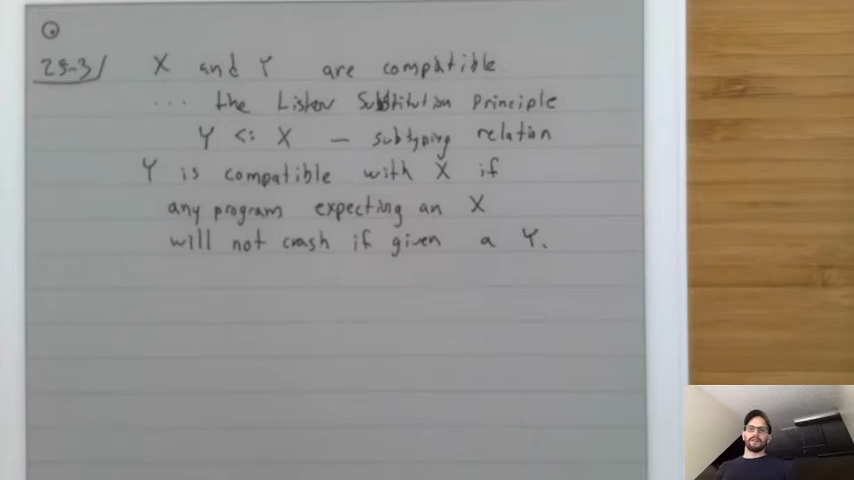 25-3/ X and Y are compatible
... the Liskov Substitution Principle
Y <: X — subtyping relation
Y is compatible with X if
any program expecting an X
will not crash if given a Y.